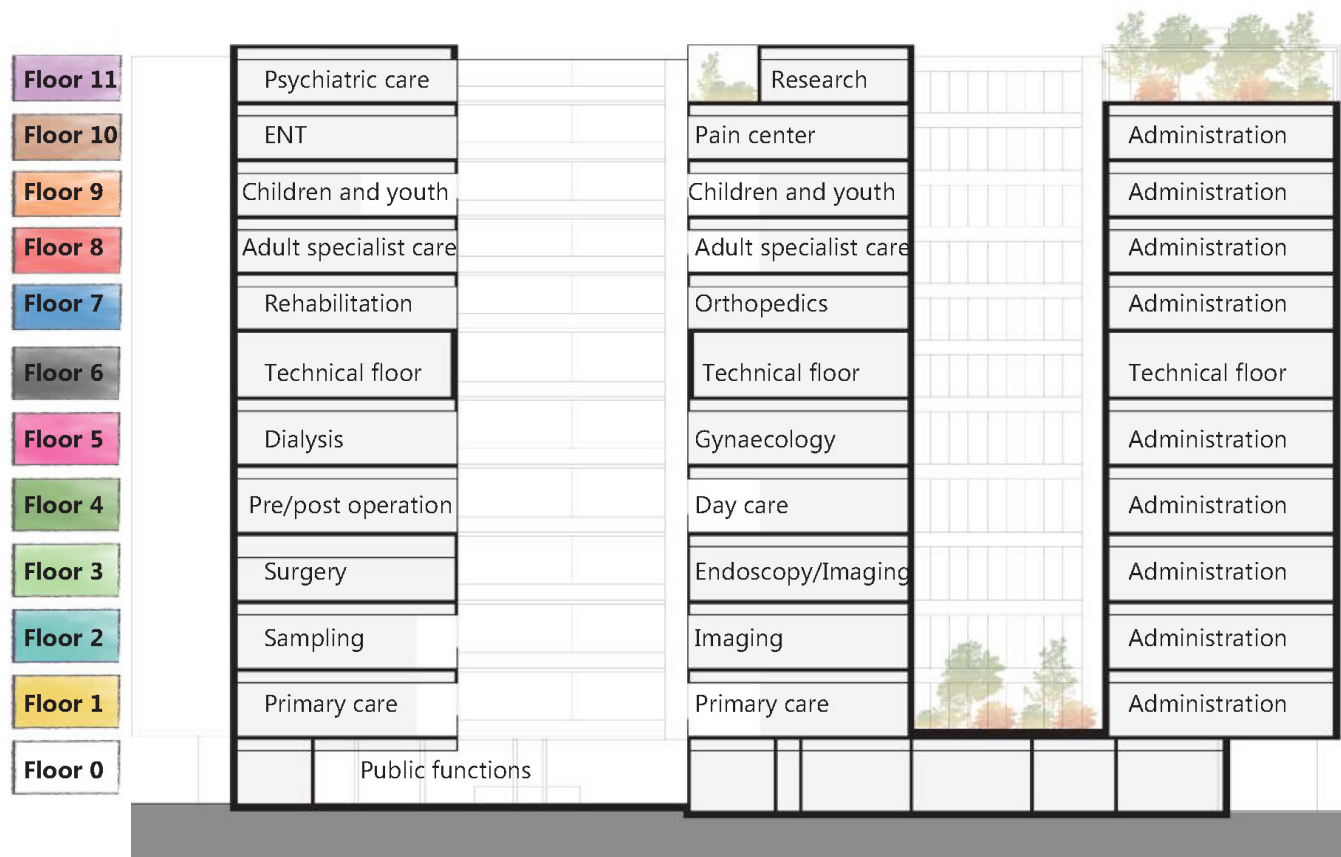 Floor 11 Psychiatric care Research
Floor 10 ENT Pain center Administration
Floor 9 Children and youth Children and youth Administration
Floor 8 Adult specialist care Adult specialist care Administration
Floor 7 Rehabilitation Orthopedics Administration
Floor 6 Technical floor Technical floor Technical floor
Floor 5 Dialysis Gynaecology Administration
Floor 4 Pre/post operation Day care Administration
Floor 3 Surgery Endoscopy/Imaging Administration
Floor 2 Sampling Imaging Administration
Floor 1 Primary care Primary care Administration
Floor 0 Public functions